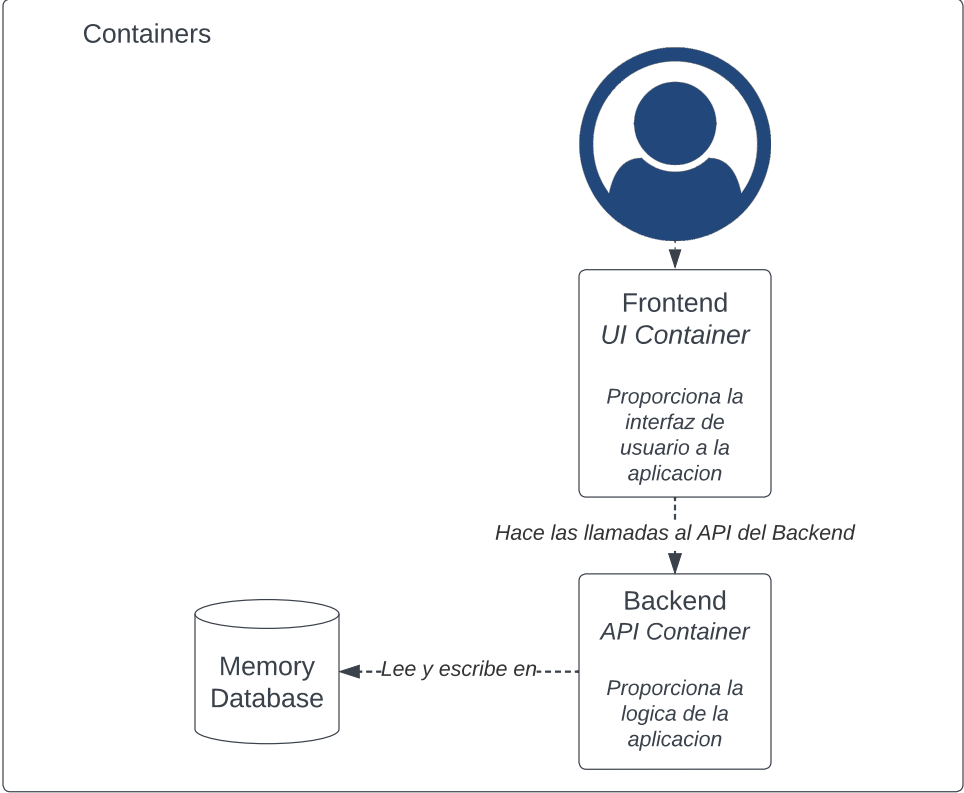 Containers
Frontend
UI Container
Proporciona la
interfaz de
usuario a la
aplicacion
Hace las llamadas al API del Backend
Backend
API Container
Proporciona la
logica de la
aplicacion
Lee y escribe en
Memory
Database